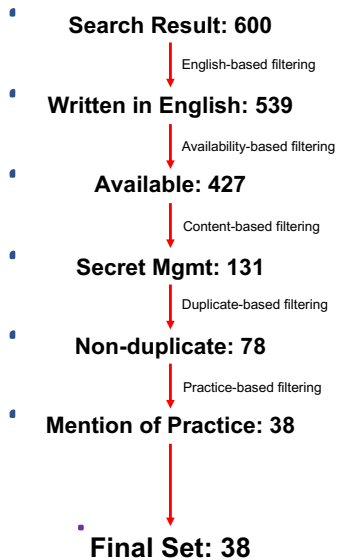 Search Result: 600
English-based filtering
Written in English: 539
Availability-based filtering
Available: 427
Content-based filtering
Secret Mgmt: 131
Duplicate-based filtering
Non-duplicate: 78
Practice-based filtering
Mention of Practice: 38
Final Set: 38